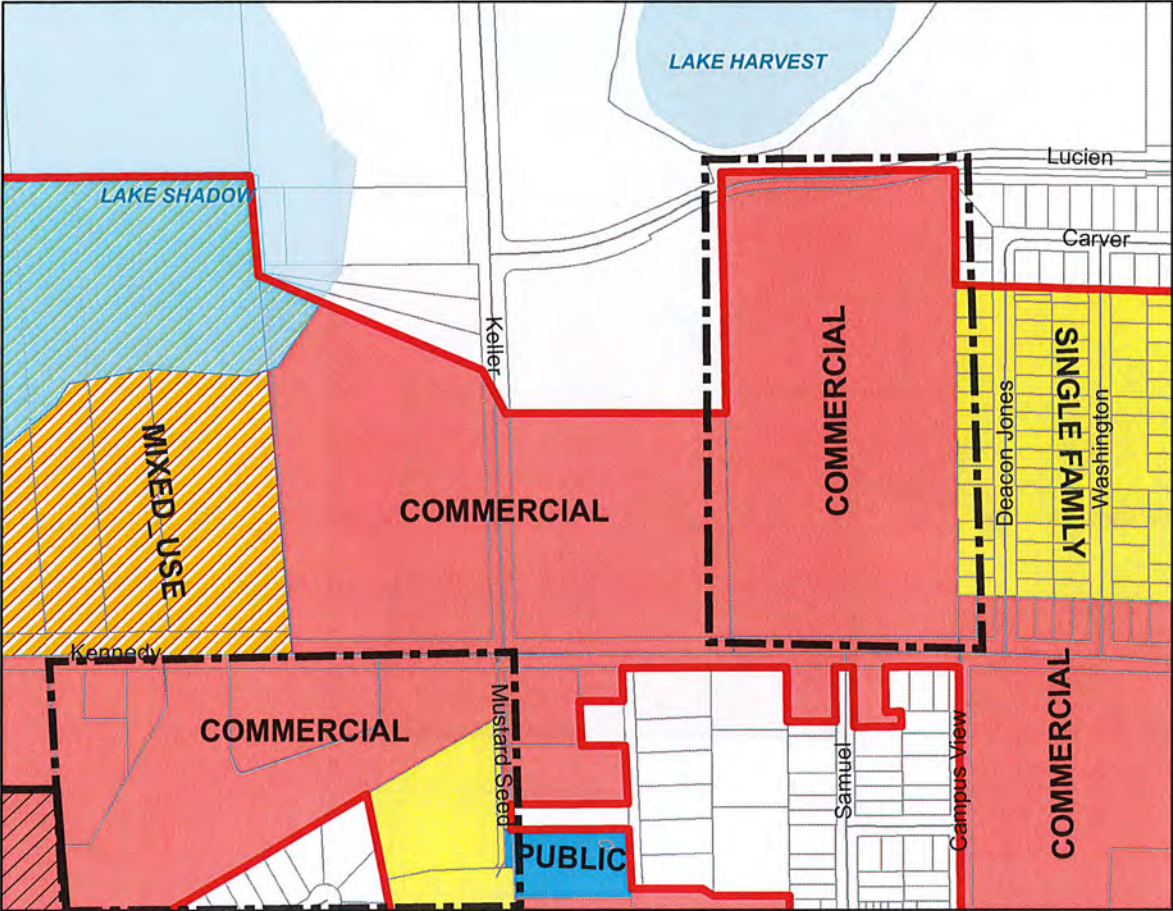 LAKE HARVEST
Lucien
LAKE SHADOW
Carver
Keller
COMMERCIAL
SINGLE FAMILY
Deacon Jones
Washington
MIXED_USE
COMMERCIAL
Kennedy
COMMERCIAL
Mustard Seed
Samuel
Campus View
COMMERCIAL
PUBLIC